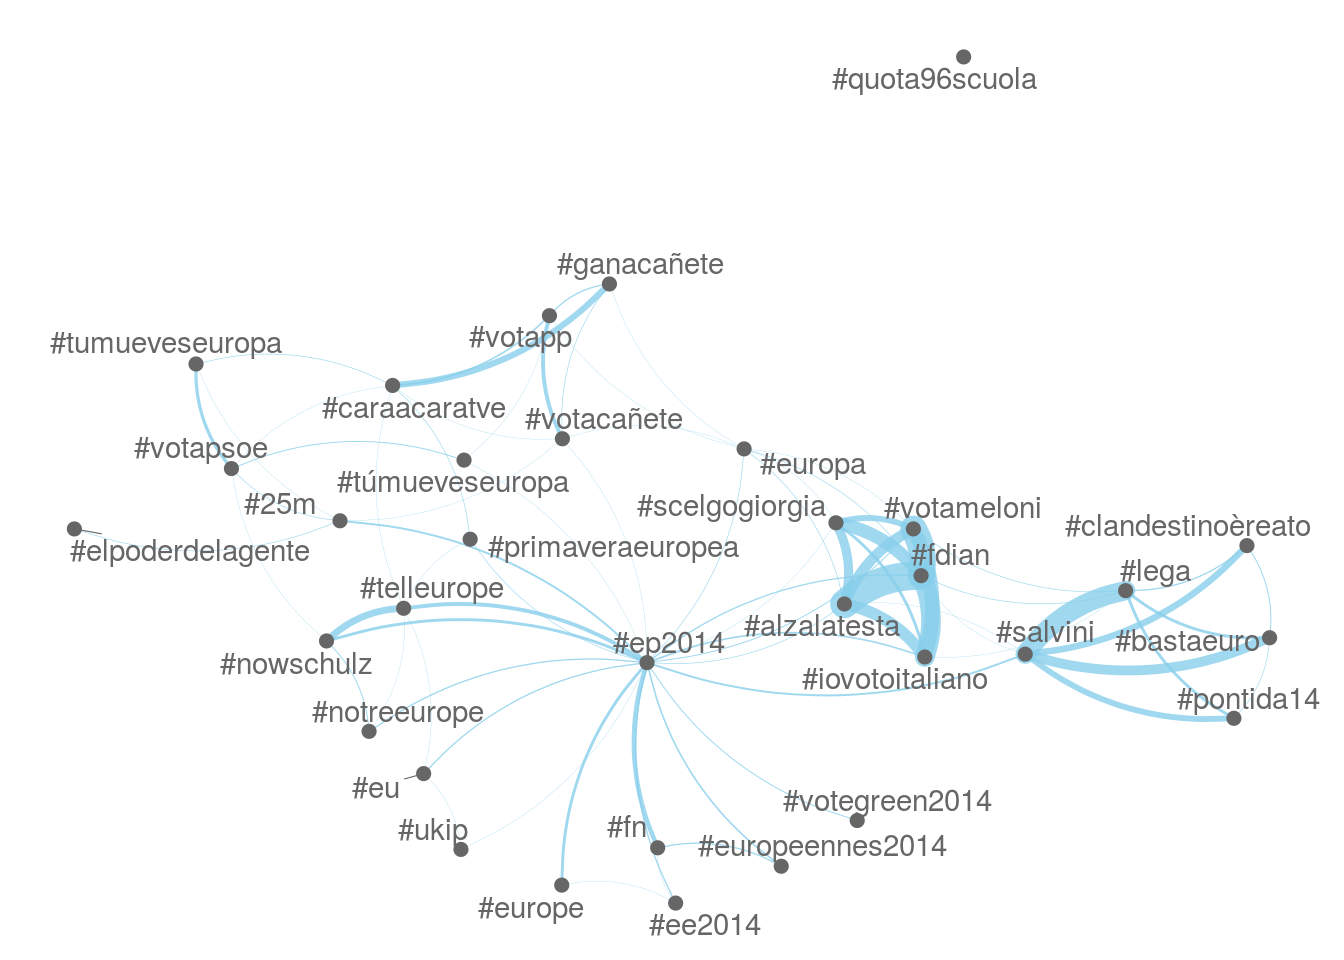 #quota96scuola
#ganacañete
#votapp
#tumueveseuropa
#caraacaratve
#votacañete
#votapsoe
#europa
#túmueveseuropa
#25m
#scelgogiorgia
#votameloni
#clandestinoèreato
#elpoderdelagente
#primaveraeuropea
#fdian
#lega
#telleurope
#alzalatesta
#salvini
#ep2014
#bastaeuro
#nowschulz
#iovotoitaliano
#pontida14
#notreeurope
#eu
#votegreen2014
#ukip
#fn
#europeennes2014
#europe
#ee2014